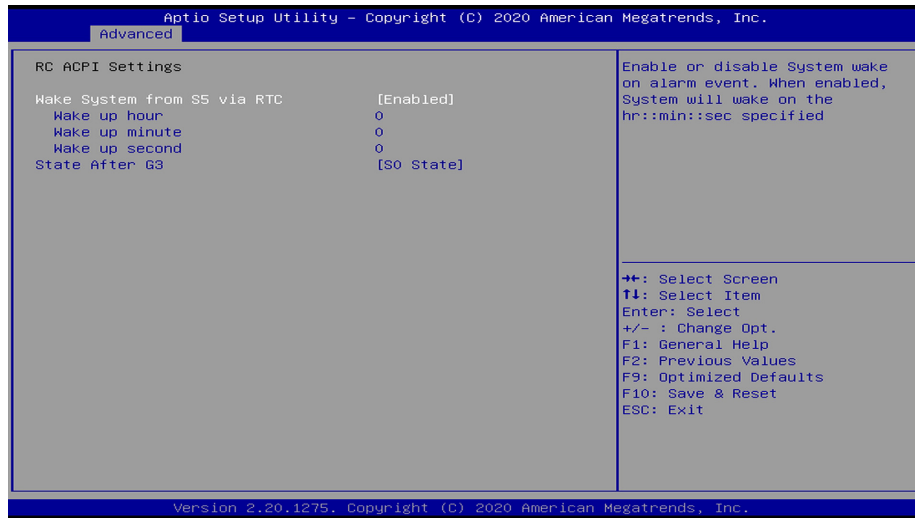 Aptio Setup Utility – Copyright (C) 2020 American Megatrends, Inc.
Advanced
RC ACPI Settings
Wake System from S5 via RTC [Enabled]
Wake up hour 0
Wake up minute 0
Wake up second 0
State After G3 [S0 State]
Enable or disable System wake
on alarm event. When enabled,
System will wake on the
hr::min::sec specified
→←: Select Screen
↑↓: Select Item
Enter: Select
+/- : Change Opt.
F1: General Help
F2: Previous Values
F9: Optimized Defaults
F10: Save & Reset
ESC: Exit
Version 2.20.1275. Copyright (C) 2020 American Megatrends, Inc.